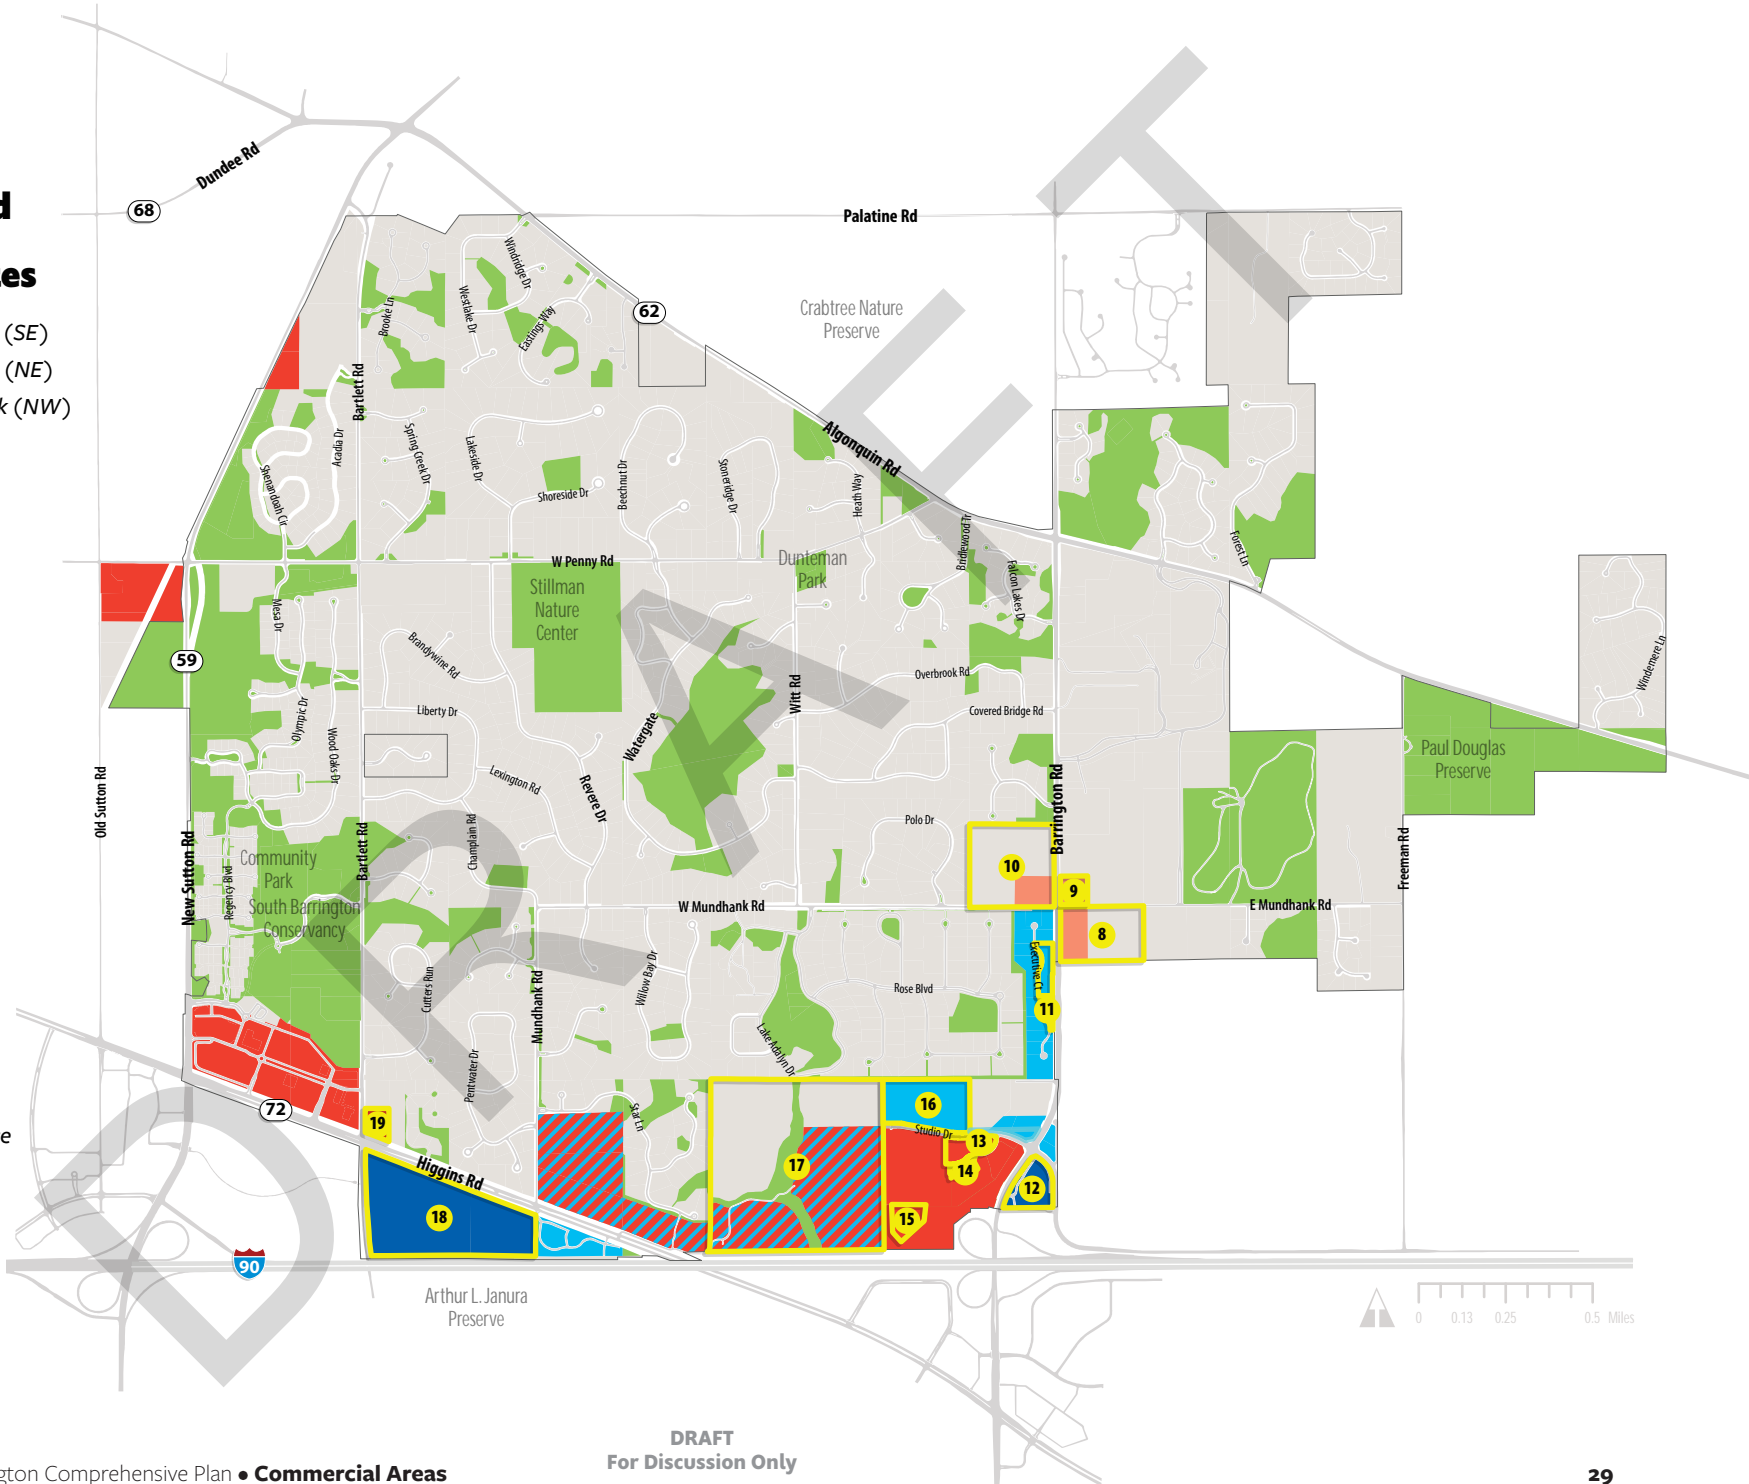 d
es
(SE)
(NE)
k (NW)
e
68
Dundee Rd
Palatine Rd
62
Crabtree Nature
Preserve
Windridge Dr
Westlake Dr
Eastings Way
Brooke Ln
Bartlett Rd
Algonquin Rd
Acadia Dr
Spring Creek Dr
Lakeside Dr
Shoreside Dr
Beechnut Dr
Stoneridge Dr
Heath Way
Shenandoah Cir
Bridlewood Tr
Forest Ln
W Penny Rd
Dunteman
Park
Stillman
Nature
Center
Falcon Lakes Dr
Mesa Dr
59
Brandywine Rd
Overbrook Rd
Windemere Ln
Witt Rd
Olympic Dr
Liberty Dr
Covered Bridge Rd
Watergate
Wood Oaks Dr
Paul Douglas
Preserve
Lexington Rd
Revere Dr
Old Sutton Rd
Barrington Rd
Polo Dr
New Sutton Rd
Bartlett Rd
Champlain Rd
Freeman Rd
Community
Park
10
Regency Blvd
9
South Barrington
Conservancy
W Mundhank Rd
E Mundhank Rd
8
Executive Ct
Cutters Run
Willow Bay Dr
Rose Blvd
Mundhank Rd
11
Lake Adalyn Dr
Pentwater Dr
72
19
Star Ln
16
Studio Dr
13
Higgins Rd
17
14
12
18
15
90
Arthur L. Janura
Preserve
0 0.13 0.25 0.5 Miles
DRAFT
DRAFT
For Discussion Only
gton Comprehensive Plan • Commercial Areas
29